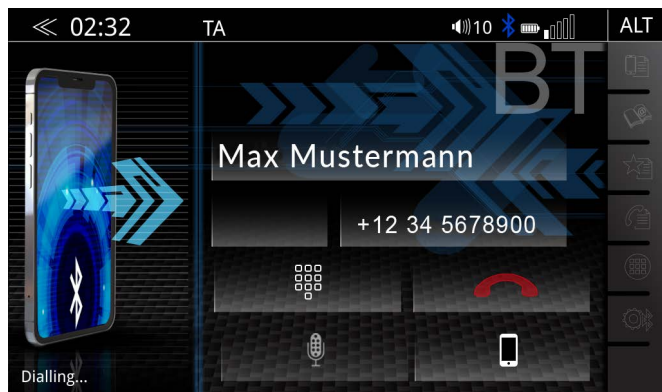 02:32 TA 10 ALT
BT
Max Mustermann
+12 34 5678900
Dialling...